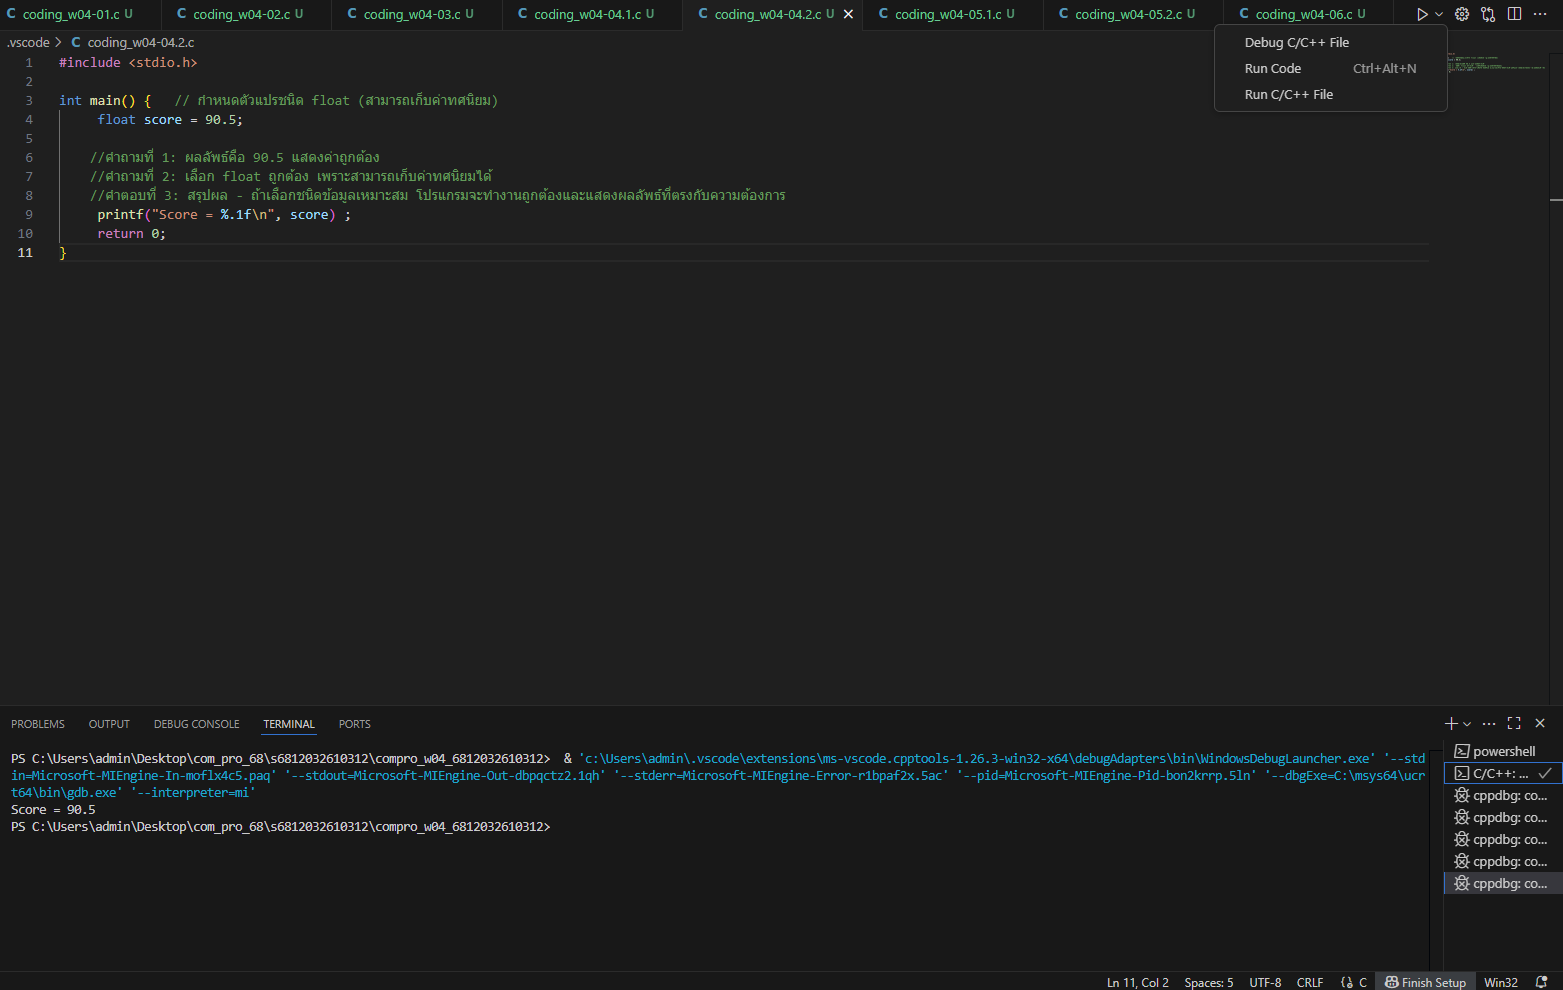 coding_w04-01.c U coding_w04-02.c U coding_w04-03.c U coding_w04-04.1.c U coding_w04-04.2.c U coding_w04-05.1.c U coding_w04-05.2.c U coding_w04-06.c U
.vscode > C coding_w04-04.2.c
Debug C/C++ File
Run Code Ctrl+Alt+N
Run C/C++ File
1 #include <stdio.h>
2
3 int main() { // กำหนดตัวแปรชนิด float (สามารถเก็บค่าทศนิยม)
4 float score = 90.5;
5
6 //คำถามที่ 1: ผลลัพธ์คือ 90.5 แสดงค่าถูกต้อง
7 //คำถามที่ 2: เลือก float ถูกต้อง เพราะสามารถเก็บค่าทศนิยมได้
8 //คำตอบที่ 3: สรุปผล - ถ้าเลือกชนิดข้อมูลเหมาะสม โปรแกรมจะทำงานถูกต้องและแสดงผลลัพธ์ที่ตรงกับความต้องการ
9 printf("Score = %.1f\n", score) ;
10 return 0;
11 }
PROBLEMS OUTPUT DEBUG CONSOLE TERMINAL PORTS
PS C:\Users\admin\Desktop\com_pro_68\s6812032610312\compro_w04_6812032610312> & 'c:\Users\admin\.vscode\extensions\ms-vscode.cpptools-1.26.3-win32-x64\debugAdapters\bin\WindowsDebugLauncher.exe' '--std
in=Microsoft-MIEngine-In-moflx4c5.paq' '--stdout=Microsoft-MIEngine-Out-dbpqctz2.1qh' '--stderr=Microsoft-MIEngine-Error-r1bpaf2x.5ac' '--pid=Microsoft-MIEngine-Pid-bon2krrp.5ln' '--dbgExe=C:\msys64\ucr
t64\bin\gdb.exe' '--interpreter=mi'
Score = 90.5
PS C:\Users\admin\Desktop\com_pro_68\s6812032610312\compro_w04_6812032610312>
powershell
C/C++: ...
cppdbg: co...
cppdbg: co...
cppdbg: co...
cppdbg: co...
cppdbg: co...
Ln 11, Col 2 Spaces: 5 UTF-8 CRLF C Finish Setup Win32